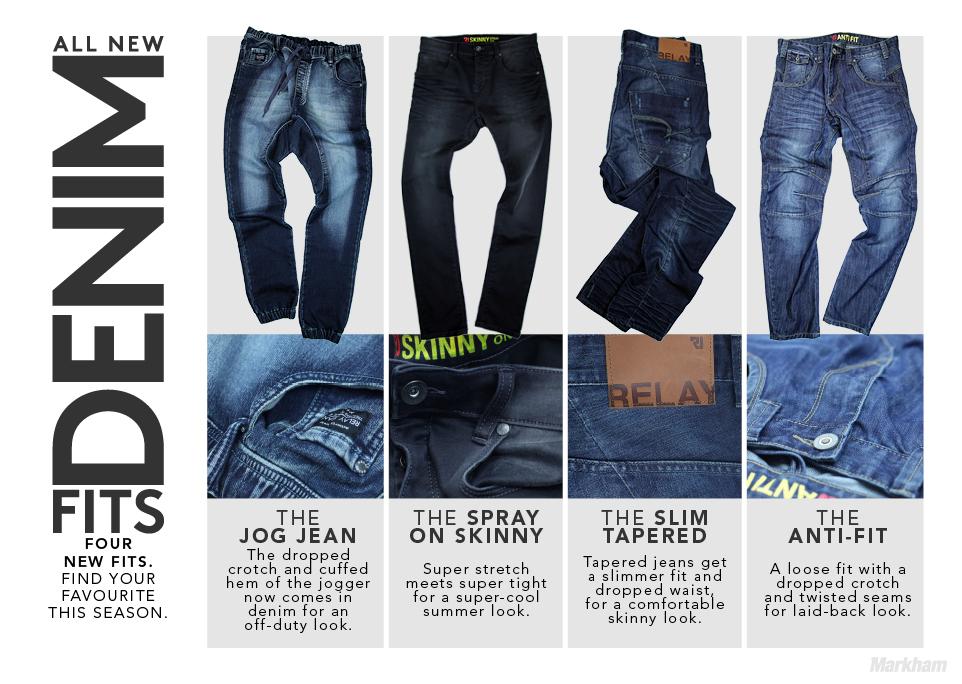 ALL NEW
DENIM
FITS
FOUR
NEW FITS.
FIND YOUR
FAVOURITE
THIS SEASON.
SKINNY
ANTI FIT
RELAY
SKINNY
RELAY
ANTI
THE
JOG JEAN
The dropped
crotch and cuffed
hem of the jogger
now comes in
denim for an
off-duty look.
THE SPRAY
ON SKINNY
Super stretch
meets super tight
for a super-cool
summer look.
THE SLIM
TAPERED
Tapered jeans get
a slimmer fit and
dropped waist,
for a comfortable
skinny look.
THE
ANTI-FIT
A loose fit with a
dropped crotch
and twisted seams
for laid-back look.
Markham